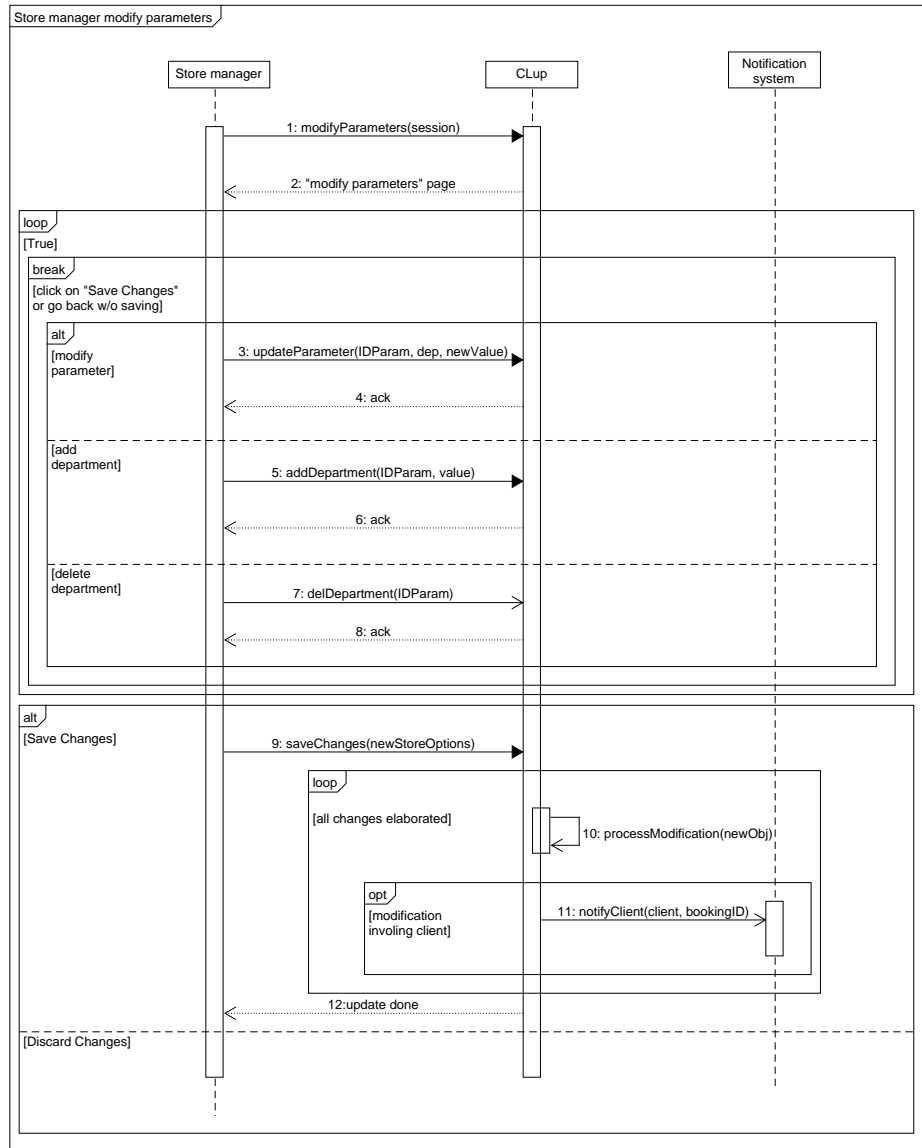 Store manager modify parameters
Store manager
CLup
Notification
system
1: modifyParameters(session)
2: "modify parameters" page
loop
[True]
break
[click on "Save Changes"
or go back w/o saving]
alt
[modify
parameter]
3: updateParameter(IDParam, dep, newValue)
4: ack
[add
department]
5: addDepartment(IDParam, value)
6: ack
[delete
department]
7: delDepartment(IDParam)
8: ack
alt
[Save Changes]
9: saveChanges(newStoreOptions)
loop
[all changes elaborated]
10: processModification(newObj)
opt
[modification
involing client]
11: notifyClient(client, bookingID)
12:update done
[Discard Changes]